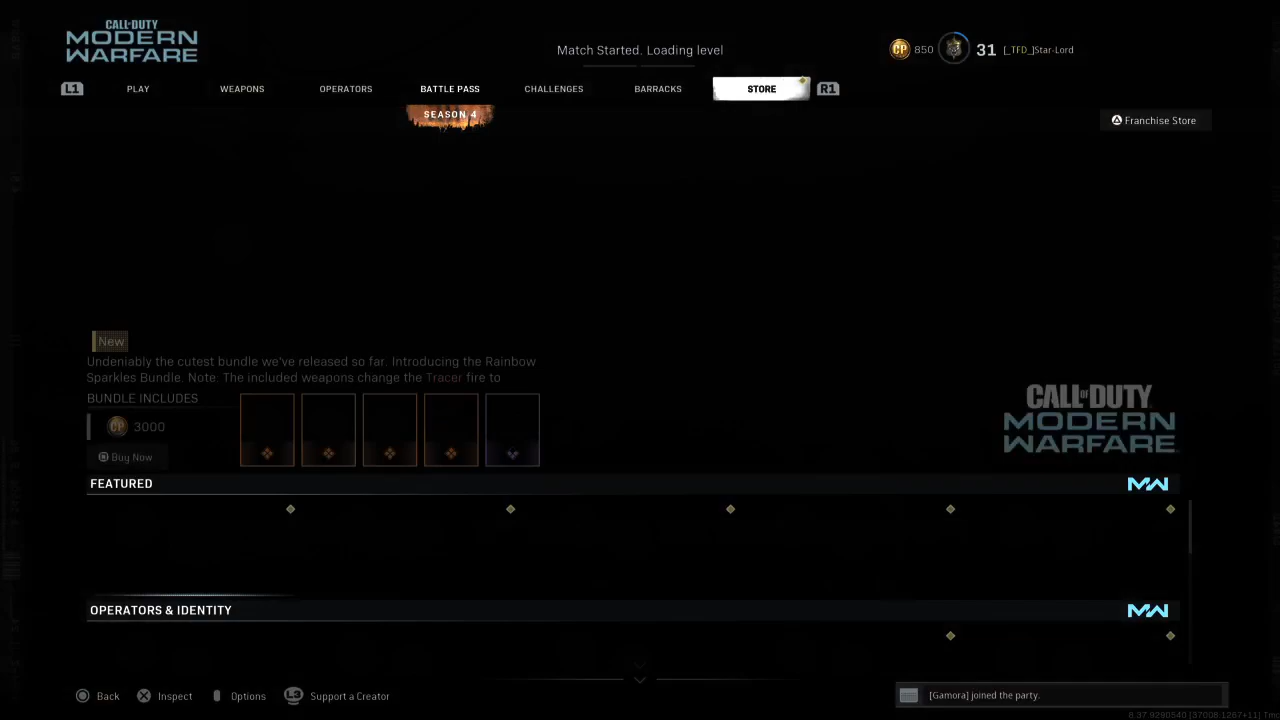 CALL OF DUTY
MODERN
WARFARE
Match Started. Loading level
CP 850 31 [_TFD_]Star-Lord
L1 PLAY WEAPONS OPERATORS BATTLE PASS CHALLENGES BARRACKS STORE R1
SEASON 4
Franchise Store
New
Undeniably the cutest bundle we've released so far. Introducing the Rainbow
Sparkles Bundle. Note: The included weapons change the Tracer fire to
BUNDLE INCLUDES
CP 3000
Buy Now
CALL OF DUTY
MODERN
WARFARE
FEATURED MW
OPERATORS & IDENTITY MW
Back Inspect Options L3 Support a Creator
[Gamora] joined the party.